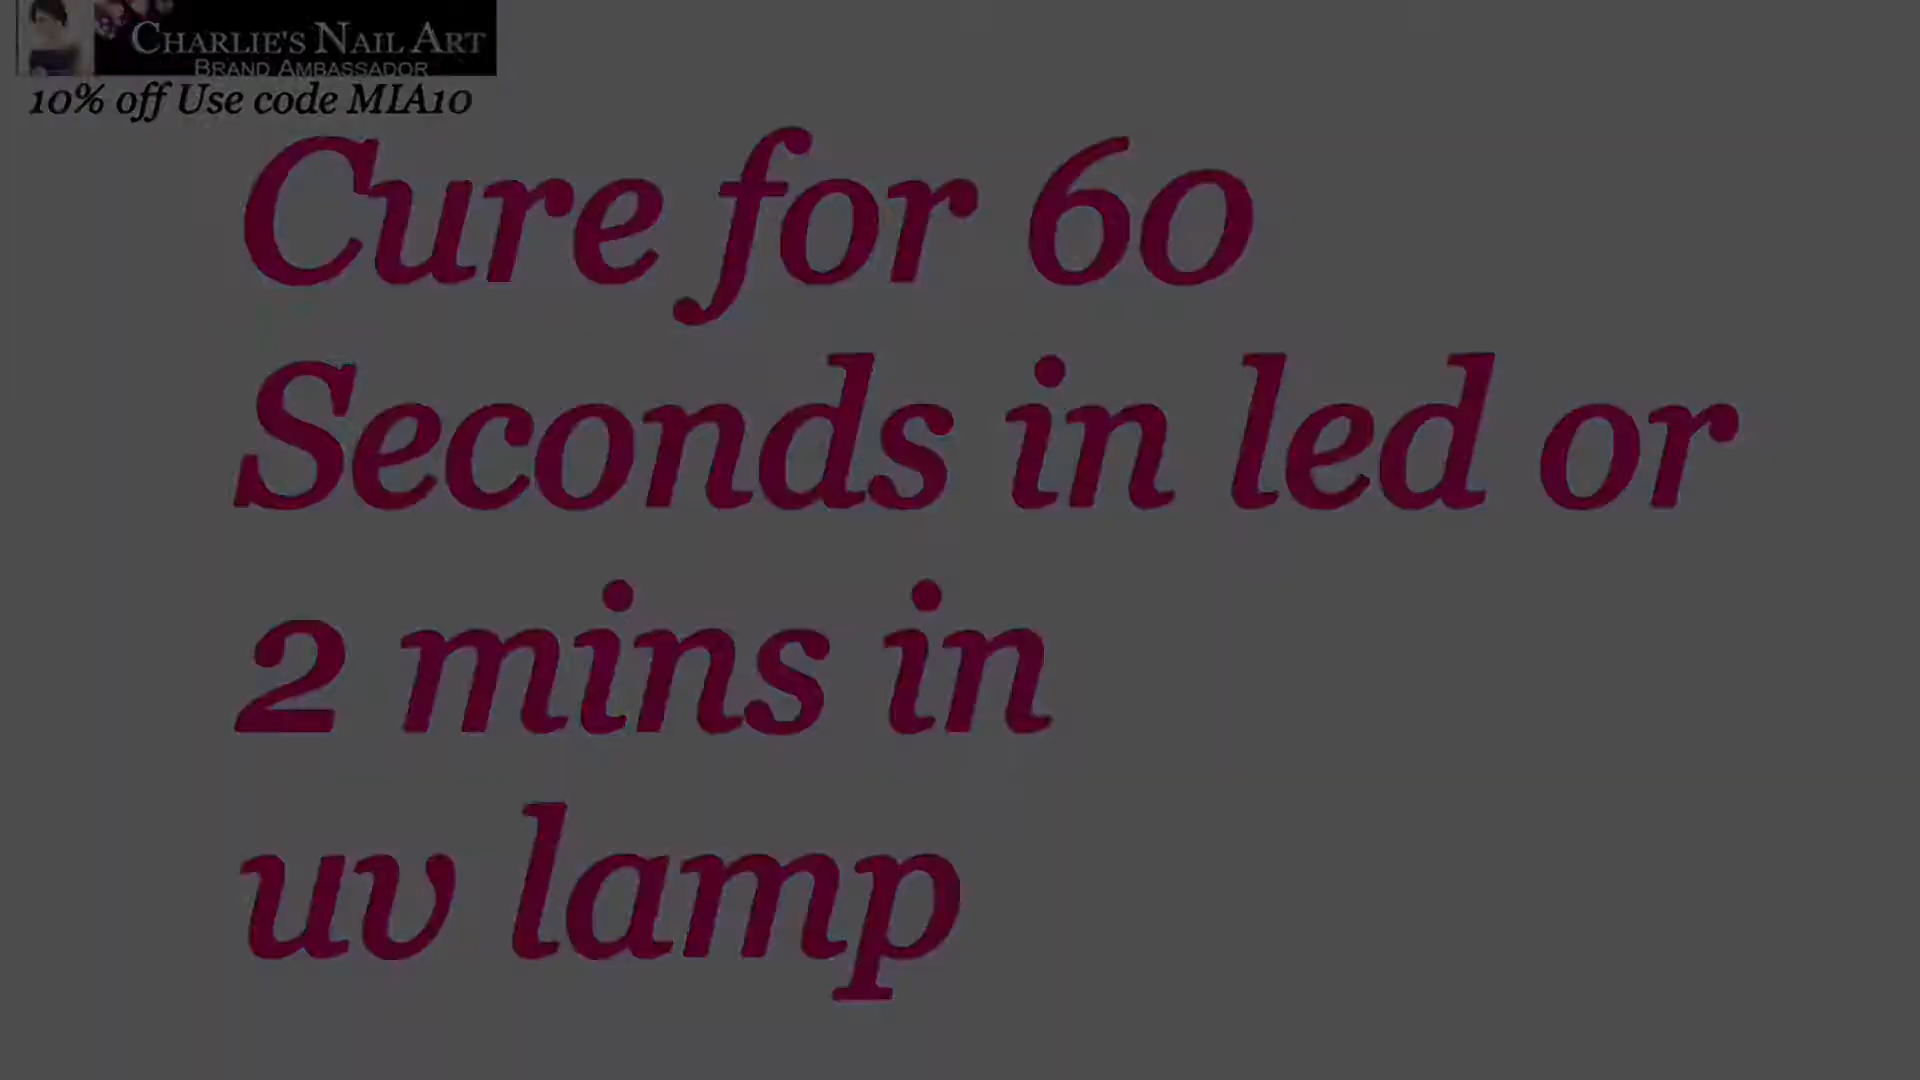 CHARLIE'S NAIL ART
BRAND AMBASSADOR
10% off Use code MIA10
Cure for 60
Seconds in led or
2 mins in
uv lamp